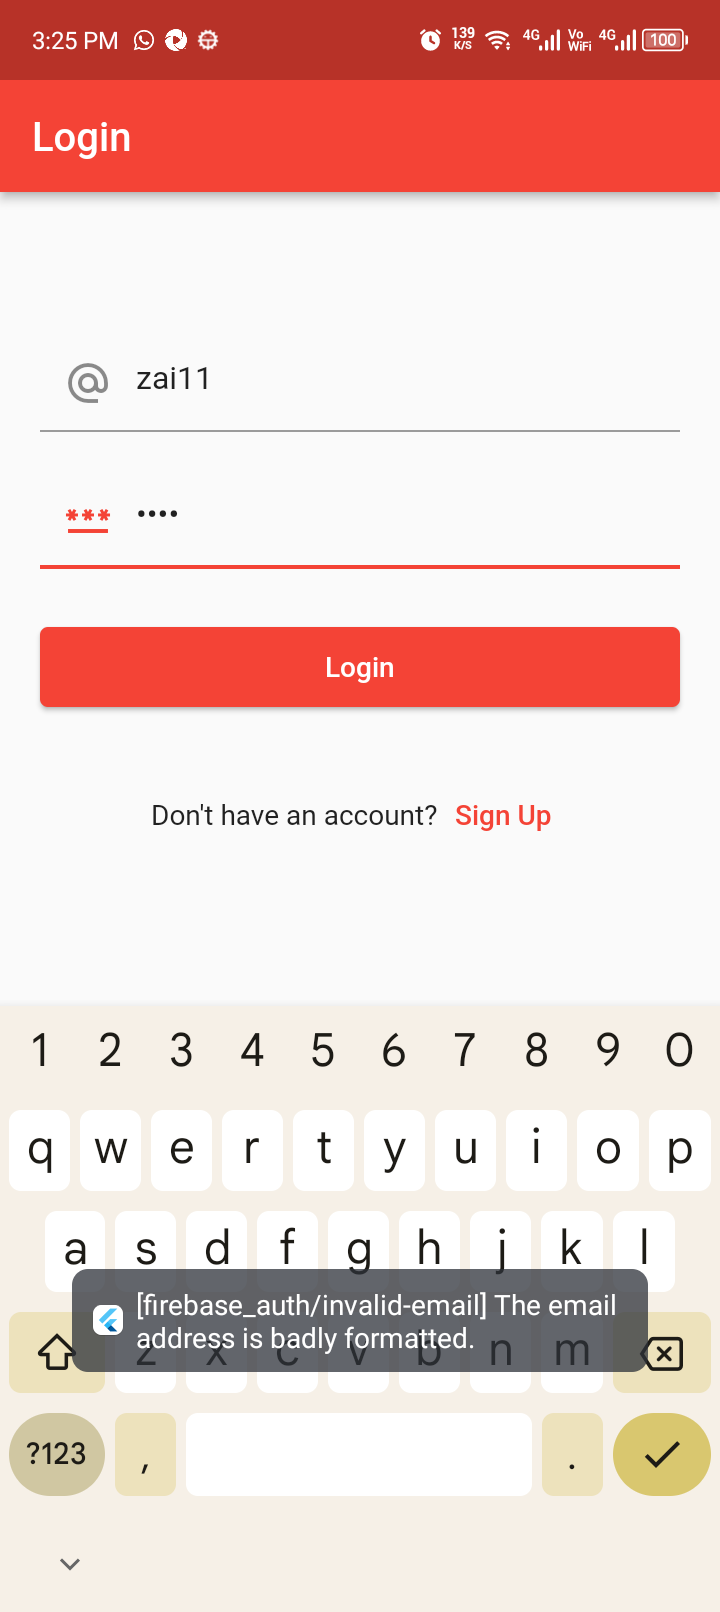 3:25 PM 139 K/S 4G Vo WiFi 4G 100
Login
@ zai11
*** ••••
Login
Don't have an account? Sign Up
1 2 3 4 5 6 7 8 9 0
q w e r t y u i o p
a s d f g h j k l
[firebase_auth/invalid-email] The email
address is badly formatted.
z x c v b n m
?123 , .